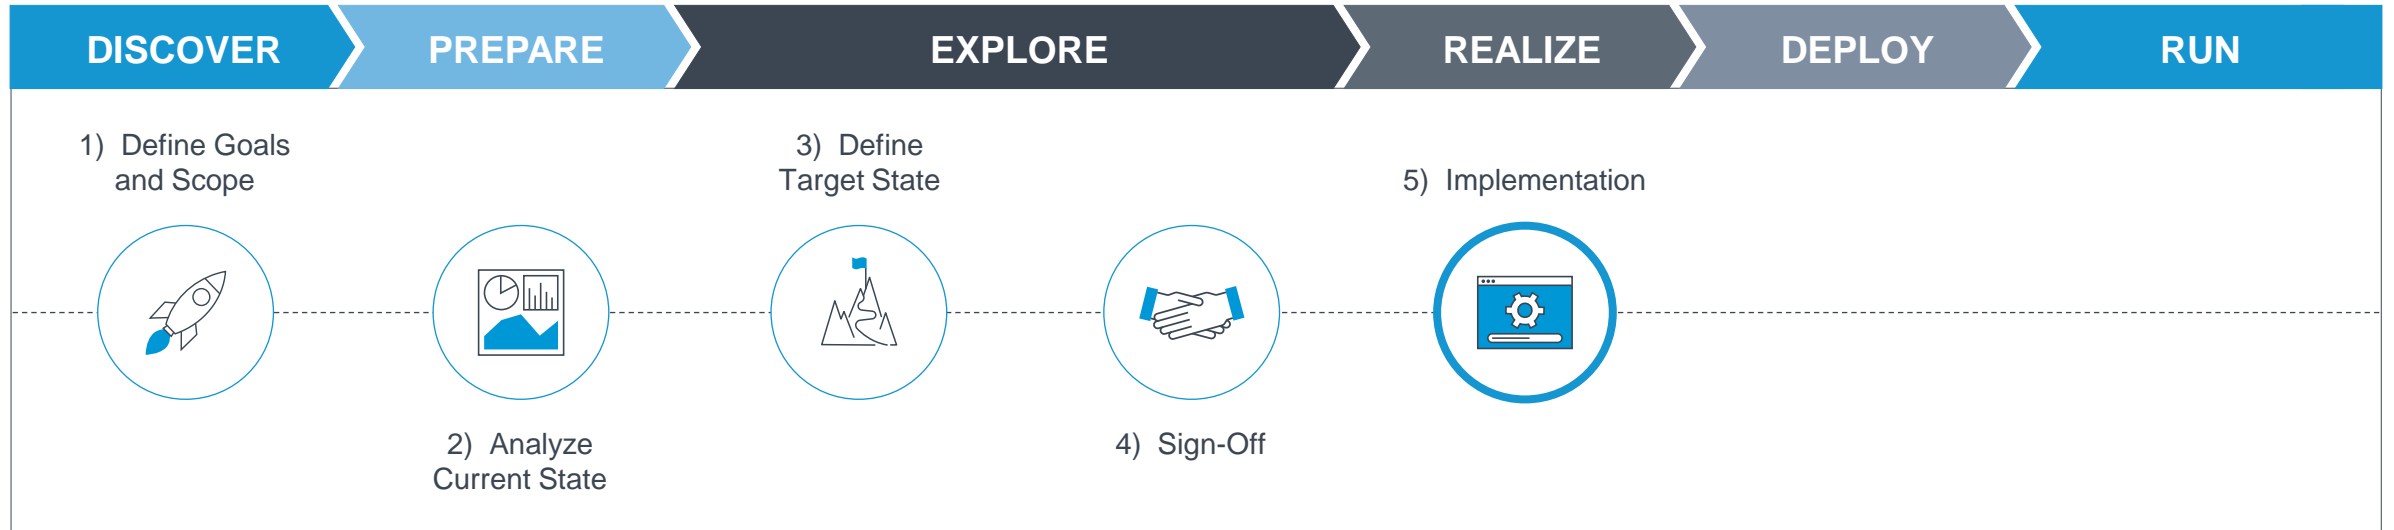 DISCOVER
PREPARE
EXPLORE
REALIZE
DEPLOY
RUN
1) Define Goals
and Scope
2) Analyze
Current State
3) Define
Target State
4) Sign-Off
5) Implementation